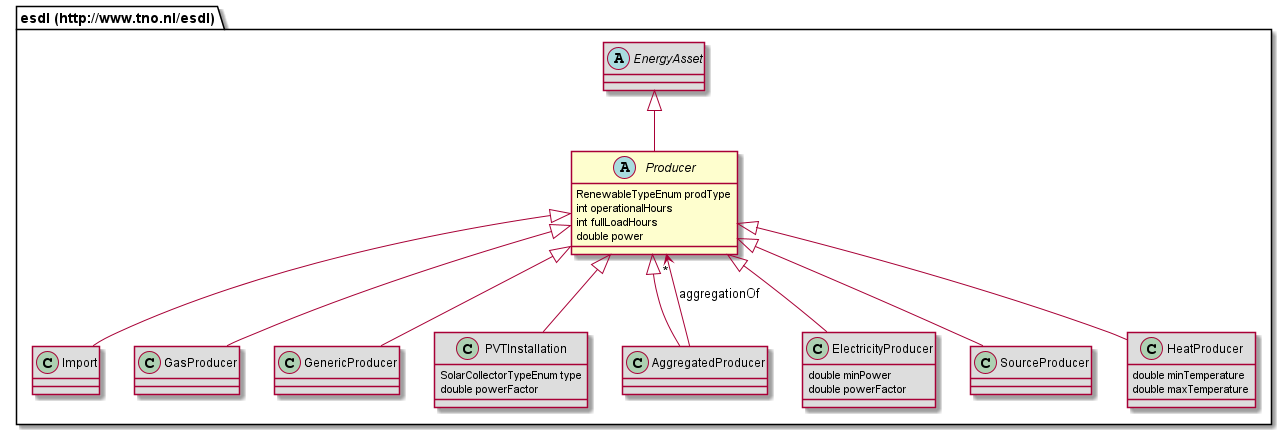 esdl (http://www.tno.nl/esdl)
A EnergyAsset
A Producer
RenewableTypeEnum prodType
int operationalHours
int fullLoadHours
double power
*
aggregationOf
C Import
C GasProducer
C GenericProducer
C PVTInstallation
SolarCollectorTypeEnum type
double powerFactor
C AggregatedProducer
C ElectricityProducer
double minPower
double powerFactor
C SourceProducer
C HeatProducer
double minTemperature
double maxTemperature